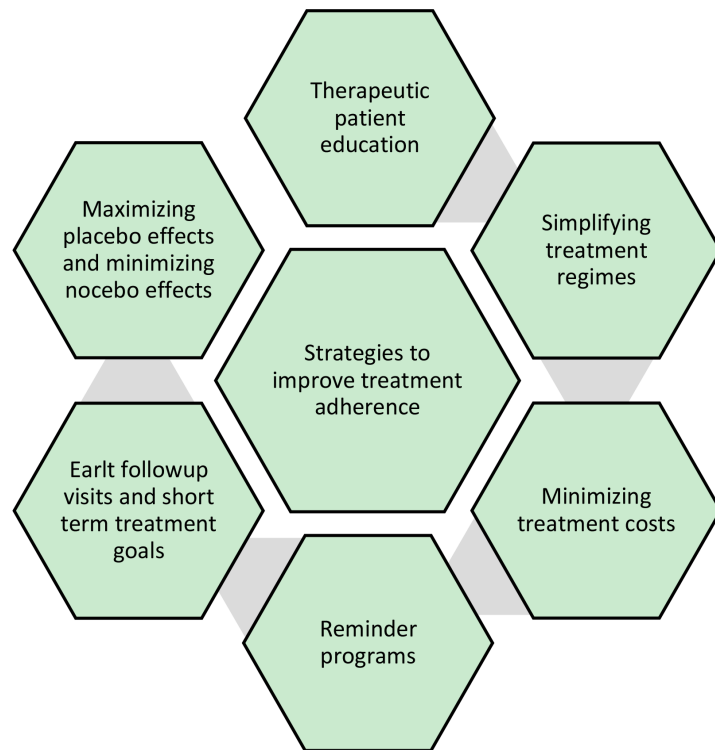 Therapeutic
patient
education
Maximizing
placebo effects
and minimizing
nocebo effects
Simplifying
treatment
regimes
Strategies to
improve treatment
adherence
Earlt followup
visits and short
term treatment
goals
Minimizing
treatment costs
Reminder
programs